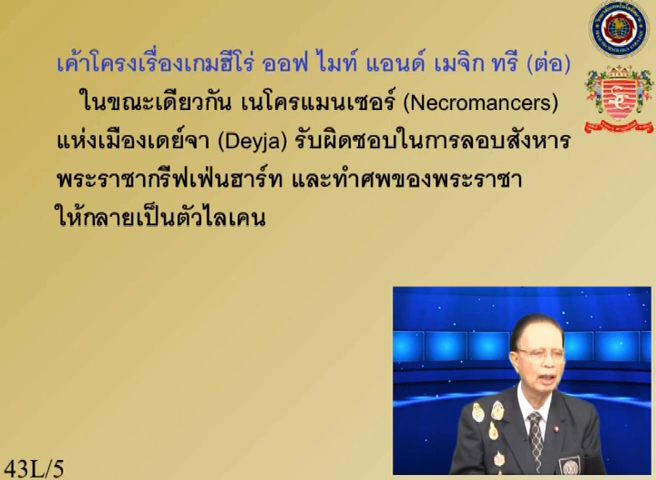 เค้าโครงเรื่องเกมฮีโร่ ออฟ ไมท์ แอนด์ เมจิก ทรี (ต่อ)
ในขณะเดียวกัน เนโครแมนเซอร์ (Necromancers)
แห่งเมืองเดย์จา (Deyja) รับผิดชอบในการลอบสังหาร
พระราชากรีฟเฟ่นฮาร์ท และทำศพของพระราชา
ให้กลายเป็นตัวไลเคน
43L/5